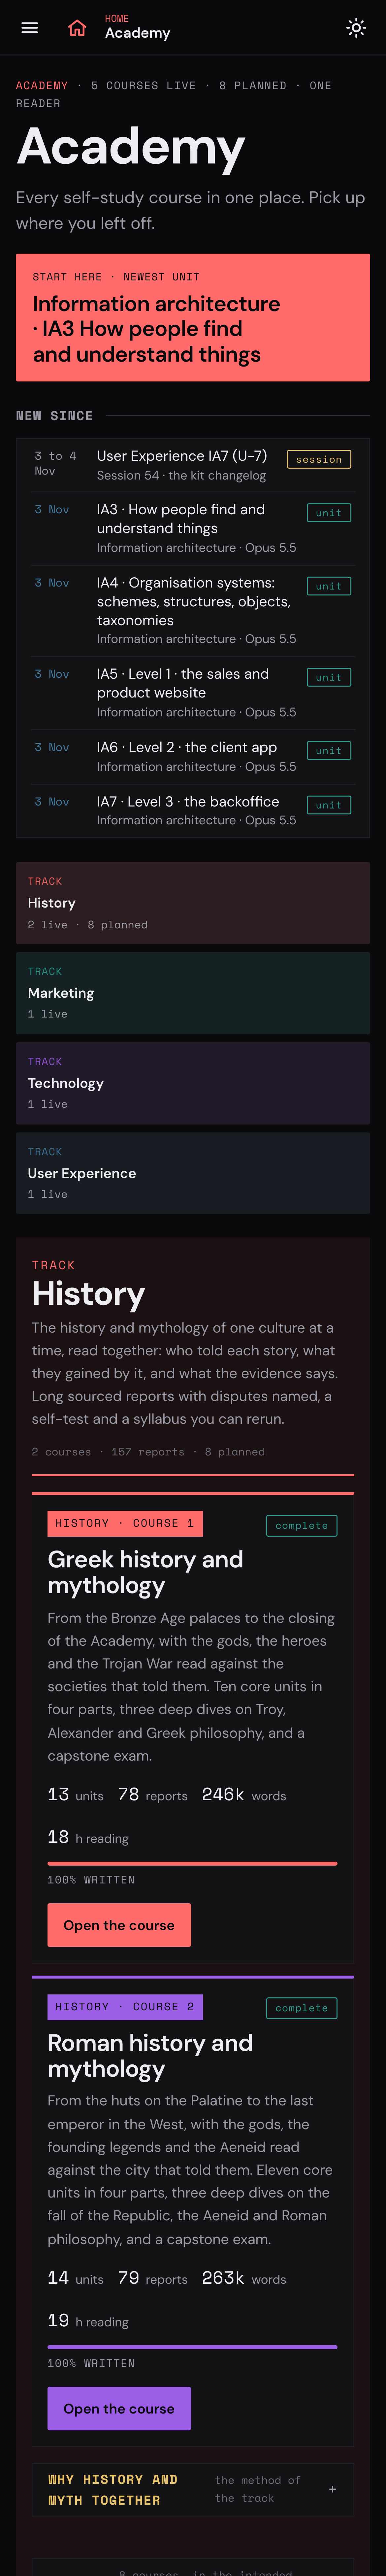 HOME
Academy
ACADEMY · 5 COURSES LIVE · 8 PLANNED · ONE
READER
Academy
Every self-study course in one place. Pick up
where you left off.
START HERE · NEWEST UNIT
Information architecture
· IA3 How people find
and understand things
NEW SINCE
3 to 4
Nov
User Experience IA7 (U-7)
session
Session 54 · the kit changelog
3 Nov
IA3 · How people find and
understand things
unit
Information architecture · Opus 5.5
3 Nov
IA4 · Organisation systems:
schemes, structures, objects,
taxonomies
unit
Information architecture · Opus 5.5
3 Nov
IA5 · Level 1 · the sales and
product website
unit
Information architecture · Opus 5.5
3 Nov
IA6 · Level 2 · the client app
unit
Information architecture · Opus 5.5
3 Nov
IA7 · Level 3 · the backoffice
unit
Information architecture · Opus 5.5
TRACK
History
2 live · 8 planned
TRACK
Marketing
1 live
TRACK
Technology
1 live
TRACK
User Experience
1 live
TRACK
History
The history and mythology of one culture at a
time, read together: who told each story, what
they gained by it, and what the evidence says.
Long sourced reports with disputes named, a
self-test and a syllabus you can rerun.
2 courses · 157 reports · 8 planned
HISTORY · COURSE 1
complete
Greek history and
mythology
From the Bronze Age palaces to the closing
of the Academy, with the gods, the heroes
and the Trojan War read against the
societies that told them. Ten core units in
four parts, three deep dives on Troy,
Alexander and Greek philosophy, and a
capstone exam.
13 units 78 reports 246k words
18 h reading
100% WRITTEN
Open the course
HISTORY · COURSE 2
complete
Roman history and
mythology
From the huts on the Palatine to the last
emperor in the West, with the gods, the
founding legends and the Aeneid read
against the city that told them. Eleven core
units in four parts, three deep dives on the
fall of the Republic, the Aeneid and Roman
philosophy, and a capstone exam.
14 units 79 reports 263k words
19 h reading
100% WRITTEN
Open the course
WHY HISTORY AND
MYTH TOGETHER
the method of
the track
+
8 courses, in the intended